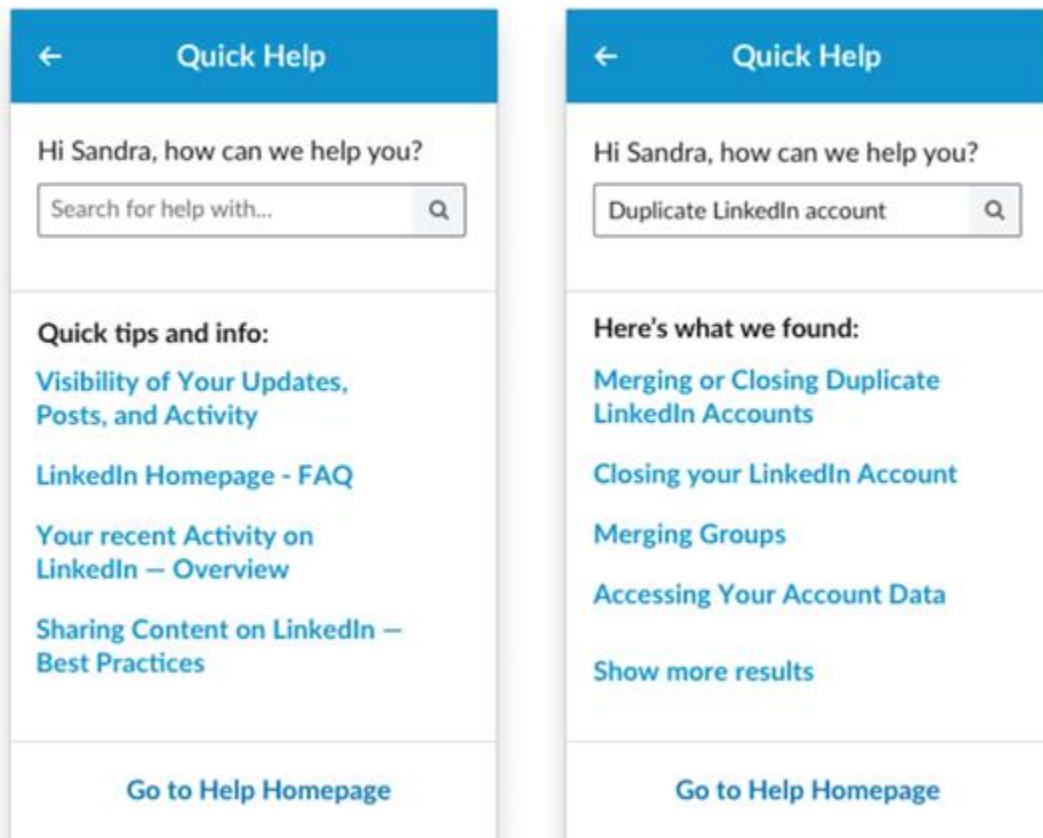 Quick Help
Hi Sandra, how can we help you?
Search for help with...
Quick tips and info:
Visibility of Your Updates,
Posts, and Activity
LinkedIn Homepage - FAQ
Your recent Activity on
LinkedIn — Overview
Sharing Content on LinkedIn —
Best Practices
Go to Help Homepage
Quick Help
Hi Sandra, how can we help you?
Duplicate LinkedIn account
Here's what we found:
Merging or Closing Duplicate
LinkedIn Accounts
Closing your LinkedIn Account
Merging Groups
Accessing Your Account Data
Show more results
Go to Help Homepage